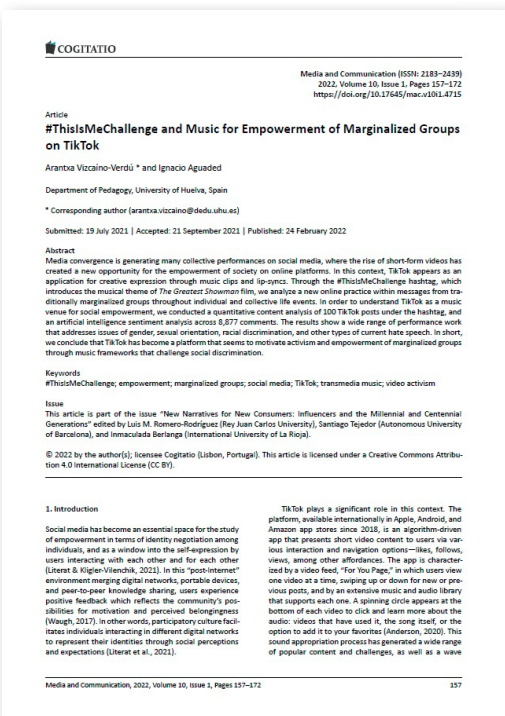 COGITATIO
Media and Communication (ISSN: 2183–2439)
2022, Volume 10, Issue 1, Pages 157–172
https://doi.org/10.17645/mac.v10i1.4715
Article
#ThisIsMeChallenge and Music for Empowerment of Marginalized Groups
on TikTok
Arantxa Vizcaíno-Verdú * and Ignacio Aguaded
Department of Pedagogy, University of Huelva, Spain
* Corresponding author (arantxa.vizcaino@dedu.uhu.es)
Submitted: 19 July 2021 | Accepted: 21 September 2021 | Published: 24 February 2022
Abstract
Media convergence is generating many collective performances on social media, where the rise of short-form videos has
created a new opportunity for the empowerment of society on online platforms. In this context, TikTok appears as an
application for creative expression through music clips and lip-syncs. Through the #ThisIsMeChallenge hashtag, which
introduces the musical theme of The Greatest Showman film, we analyze a new online practice within messages from tra-
ditionally marginalized groups throughout individual and collective life events. In order to understand TikTok as a music
venue for social empowerment, we conducted a quantitative content analysis of 100 TikTok posts under the hashtag, and
an artificial intelligence sentiment analysis across 8,877 comments. The results show a wide range of performance work
that addresses issues of gender, sexual orientation, racial discrimination, and other types of current hate speech. In short,
we conclude that TikTok has become a platform that seems to motivate activism and empowerment of marginalized groups
through music frameworks that challenge social discrimination.
Keywords
#ThisIsMeChallenge; empowerment; marginalized groups; social media; TikTok; transmedia music; video activism
Issue
This article is part of the issue “New Narratives for New Consumers: Influencers and the Millennial and Centennial
Generations” edited by Luis M. Romero-Rodríguez (Rey Juan Carlos University), Santiago Tejedor (Autonomous University
of Barcelona), and Inmaculada Berlanga (International University of La Rioja).
© 2022 by the author(s); licensee Cogitatio (Lisbon, Portugal). This article is licensed under a Creative Commons Attribu-
tion 4.0 International License (CC BY).
1. Introduction
Social media has become an essential space for the study
of empowerment in terms of identity negotiation among
individuals, and as a window into the self-expression by
users interacting with each other and for each other
(Literat & Kligler-Vilenchik, 2021). In this “post-Internet”
environment merging digital networks, portable devices,
and peer-to-peer knowledge sharing, users experience
positive feedback which reflects the community’s pos-
sibilities for motivation and perceived belongingness
(Waugh, 2017). In other words, participatory culture facil-
itates individuals interacting in different digital networks
to represent their identities through social perceptions
and expectations (Literat et al., 2021).
TikTok plays a significant role in this context. The
platform, available internationally in Apple, Android, and
Amazon app stores since 2018, is an algorithm-driven
app that presents short video content to users via var-
ious interaction and navigation options—likes, follows,
views, among other affordances. The app is character-
ized by a video feed, “For You Page,” in which users view
one video at a time, swiping up or down for new or pre-
vious posts, and by an extensive music and audio library
that supports each one. A spinning circle appears at the
bottom of each video to click and learn more about the
audio: videos that have used it, the song itself, or the
option to add it to your favorites (Anderson, 2020). This
sound appropriation process has generated a wide range
of popular content and challenges, as well as a wave
Media and Communication, 2022, Volume 10, Issue 1, Pages 157–172
157